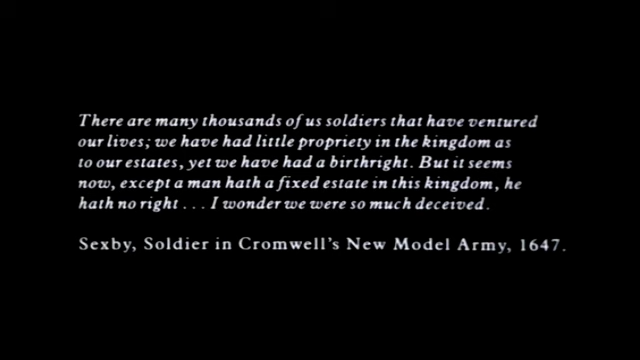 There are many thousands of us soldiers that have ventured
our lives; we have had little propriety in the kingdom as
to our estates, yet we have had a birthright. But it seems
now, except a man hath a fixed estate in this kingdom, he
hath no right . . . I wonder we were so much deceived.
Sexby, Soldier in Cromwell's New Model Army, 1647.